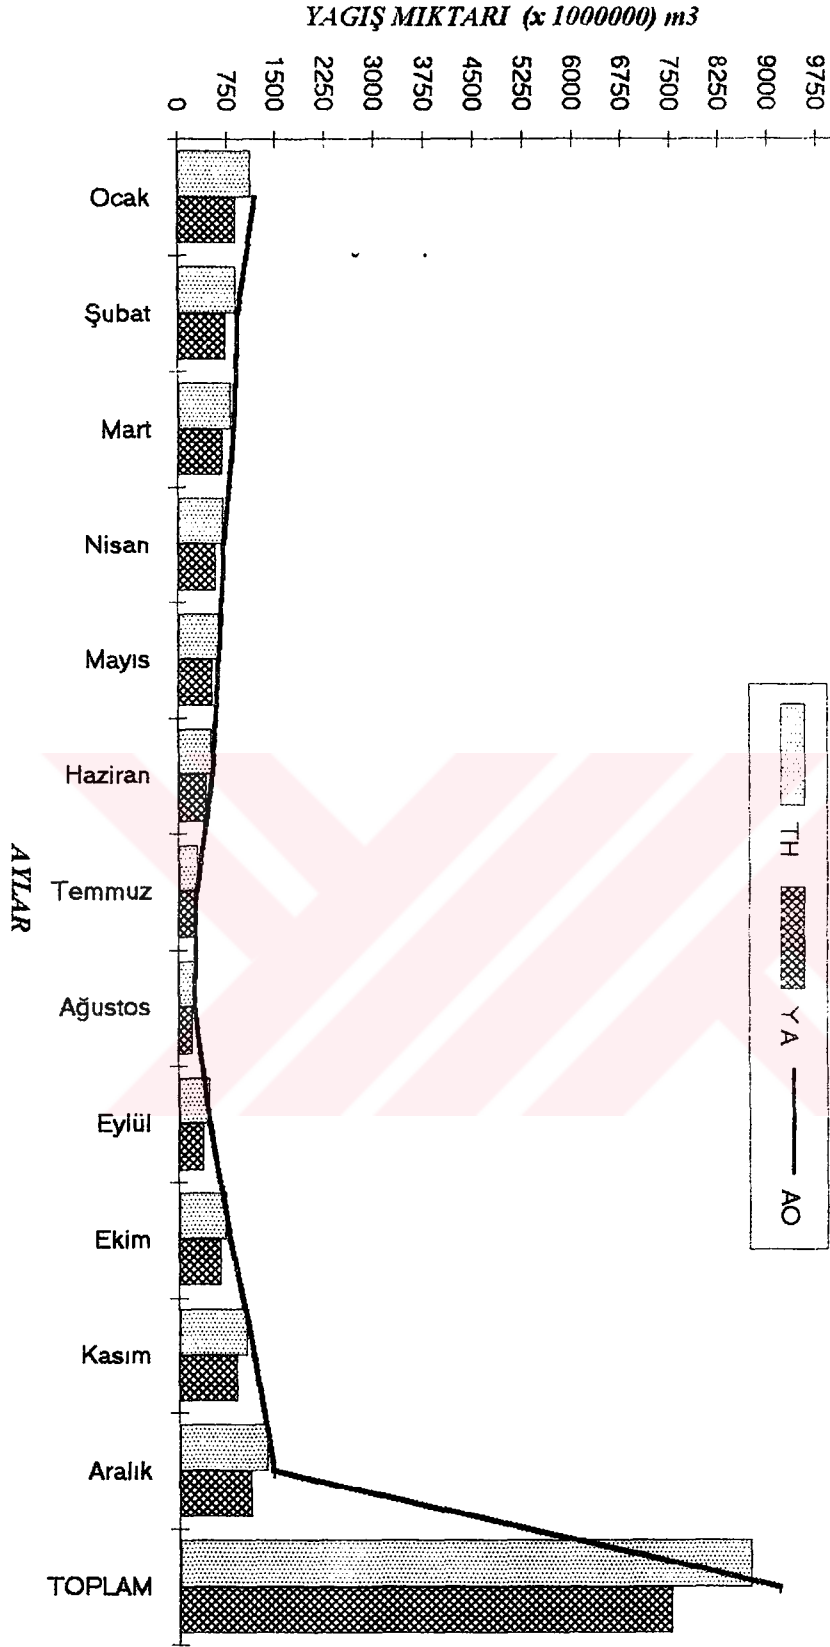 YAGIŞ MIKTARI (x 1000000) m3
0
750
1500
2250
3000
3750
4500
5250
6000
6750
7500
8250
9000
9750
Ocak
Şubat
Mart
Nisan
Mayıs
Haziran
Temmuz
Ağustos
Eylül
Ekim
Kasım
Aralık
TOPLAM
AYLAR
TH
YA
AO